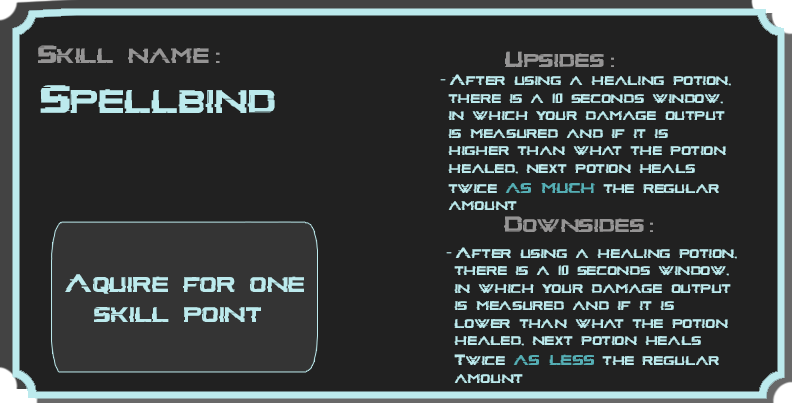 Skill name:
Spellbind
Aquire for one
skill point
Upsides:
- After using a healing potion,
there is a 10 seconds window,
in which your damage output
is measured and if it is
higher than what the potion
healed, next potion heals
twice as much the regular
amount
Downsides:
- After using a healing potion,
there is a 10 seconds window,
in which your damage output
is measured and if it is
lower than what the potion
healed, next potion heals
Twice as less the regular
amount